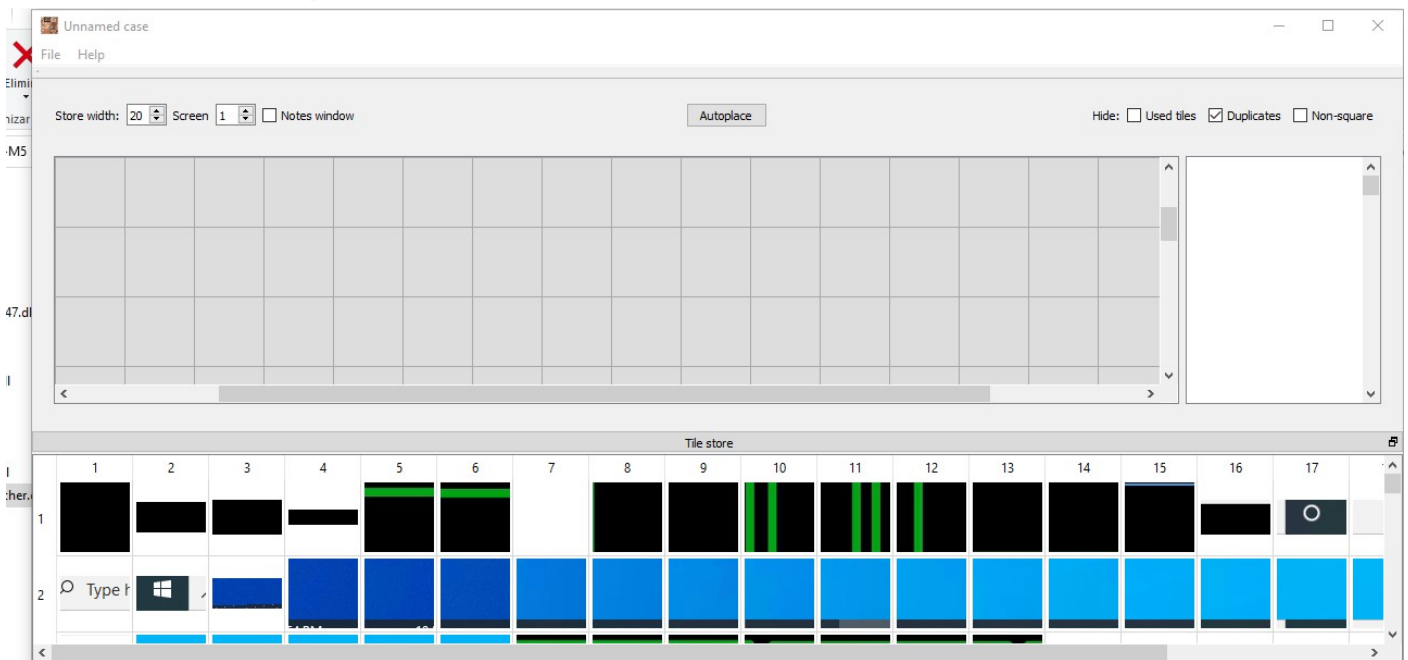 Unnamed case
File Help
Elimi
nizar
Store width: 20 Screen 1 Notes window Autoplace Hide: Used tiles Duplicates Non-square
-M5
47.dl
Tile store
1 2 3 4 5 6 7 8 9 10 11 12 13 14 15 16 17
1
2 Type h